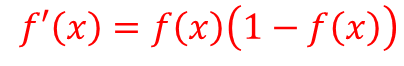 f′(x) = f(x)(1 − f(x))